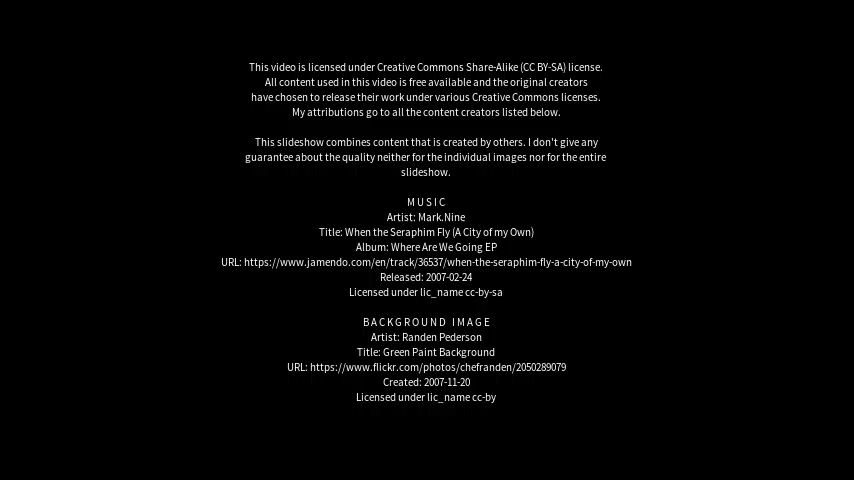 This video is licensed under Creative Commons Share-Alike (CC BY-SA) license.
All content used in this video is free available and the original creators
have chosen to release their work under various Creative Commons licenses.
My attributions go to all the content creators listed below.
This slideshow combines content that is created by others. I don't give any
guarantee about the quality neither for the individual images nor for the entire
slideshow.
M U S I C
Artist: Mark.Nine
Title: When the Seraphim Fly (A City of my Own)
Album: Where Are We Going EP
URL: https://www.jamendo.com/en/track/36537/when-the-seraphim-fly-a-city-of-my-own
Released: 2007-02-24
Licensed under lic_name cc-by-sa
B A C K G R O U N D   I M A G E
Artist: Randen Pederson
Title: Green Paint Background
URL: https://www.flickr.com/photos/chefranden/2050289079
Created: 2007-11-20
Licensed under lic_name cc-by